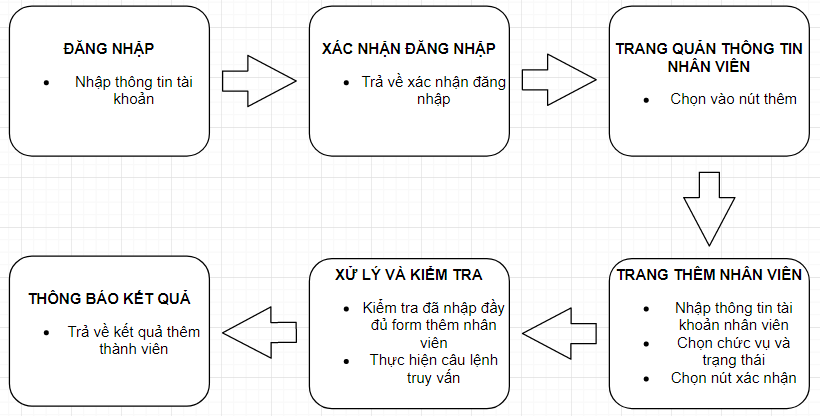 ĐĂNG NHẬP
• Nhập thông tin tài
khoản
XÁC NHẬN ĐĂNG NHẬP
• Trả về xác nhận đăng
nhập
TRANG QUẢN THÔNG TIN
NHÂN VIÊN
• Chọn vào nút thêm
TRANG THÊM NHÂN VIÊN
• Nhập thông tin tài
khoản nhân viên
• Chọn chức vụ và
trạng thái
• Chọn nút xác nhận
XỬ LÝ VÀ KIỂM TRA
• Kiểm tra đã nhập đầy
đủ form thêm nhân
viên
• Thực hiện câu lệnh
truy vấn
THÔNG BÁO KẾT QUẢ
• Trả về kết quả thêm
thành viên